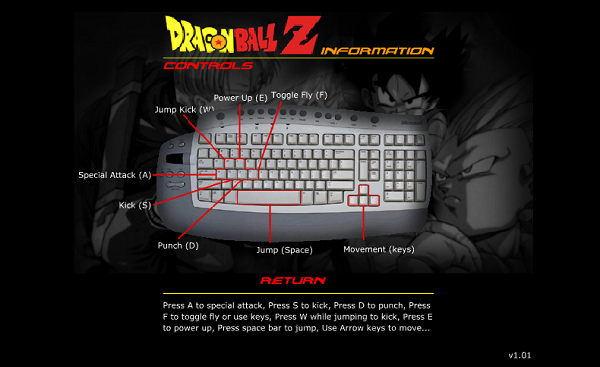 DRAGON BALL Z INFORMATION
CONTROLS
Power Up (E)
Toggle Fly (F)
Jump Kick (W)
Special Attack (A)
Kick (S)
Punch (D)
Jump (Space)
Movement (keys)
RETURN
Press A to special attack, Press S to kick, Press D to punch, Press
F to toggle fly or use keys, Press W while jumping to kick, Press E
to power up, Press space bar to jump, Use Arrow keys to move...
v1.01